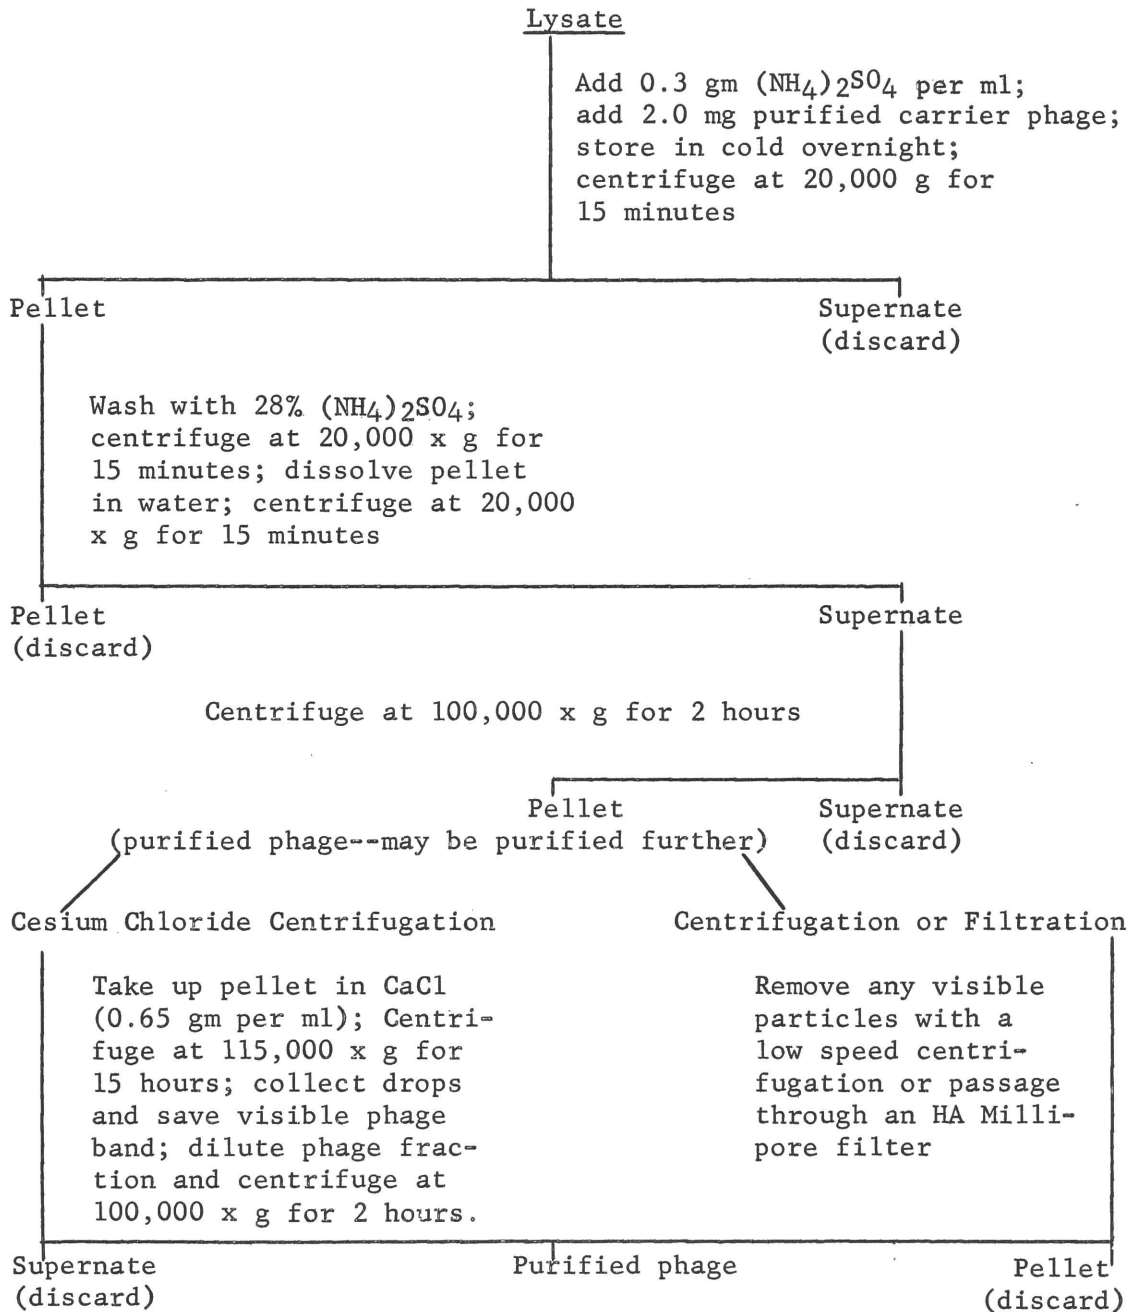 Lysate
Add 0.3 gm (NH4)2SO4 per ml;
add 2.0 mg purified carrier phage;
store in cold overnight;
centrifuge at 20,000 g for
15 minutes
Pellet
Supernate
(discard)
Wash with 28% (NH4)2SO4;
centrifuge at 20,000 x g for
15 minutes; dissolve pellet
in water; centrifuge at 20,000
x g for 15 minutes
Pellet
(discard)
Supernate
Centrifuge at 100,000 x g for 2 hours
Pellet
(purified phage--may be purified further)
Supernate
(discard)
Cesium Chloride Centrifugation
Take up pellet in CaCl
(0.65 gm per ml); Centri-
fuge at 115,000 x g for
15 hours; collect drops
and save visible phage
band; dilute phage frac-
tion and centrifuge at
100,000 x g for 2 hours.
Centrifugation or Filtration
Remove any visible
particles with a
low speed centri-
fugation or passage
through an HA Milli-
pore filter
Supernate
(discard)
Purified phage
Pellet
(discard)